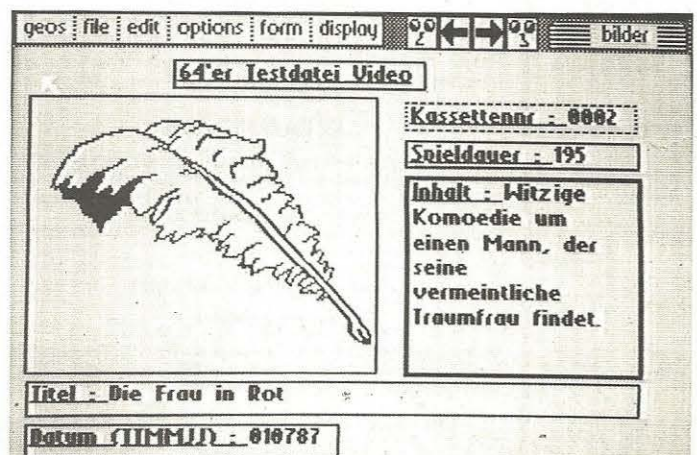 geos file edit options form display bilder
64'er Testdatei Video
Kassettennr : 0002
Spieldauer : 195
Inhalt : Witzige
Komoedie um
einen Mann, der
seine
vermeintliche
Traumfrau findet.
Titel : Die Frau in Rot
Datum (TTMMJJ) : 010787